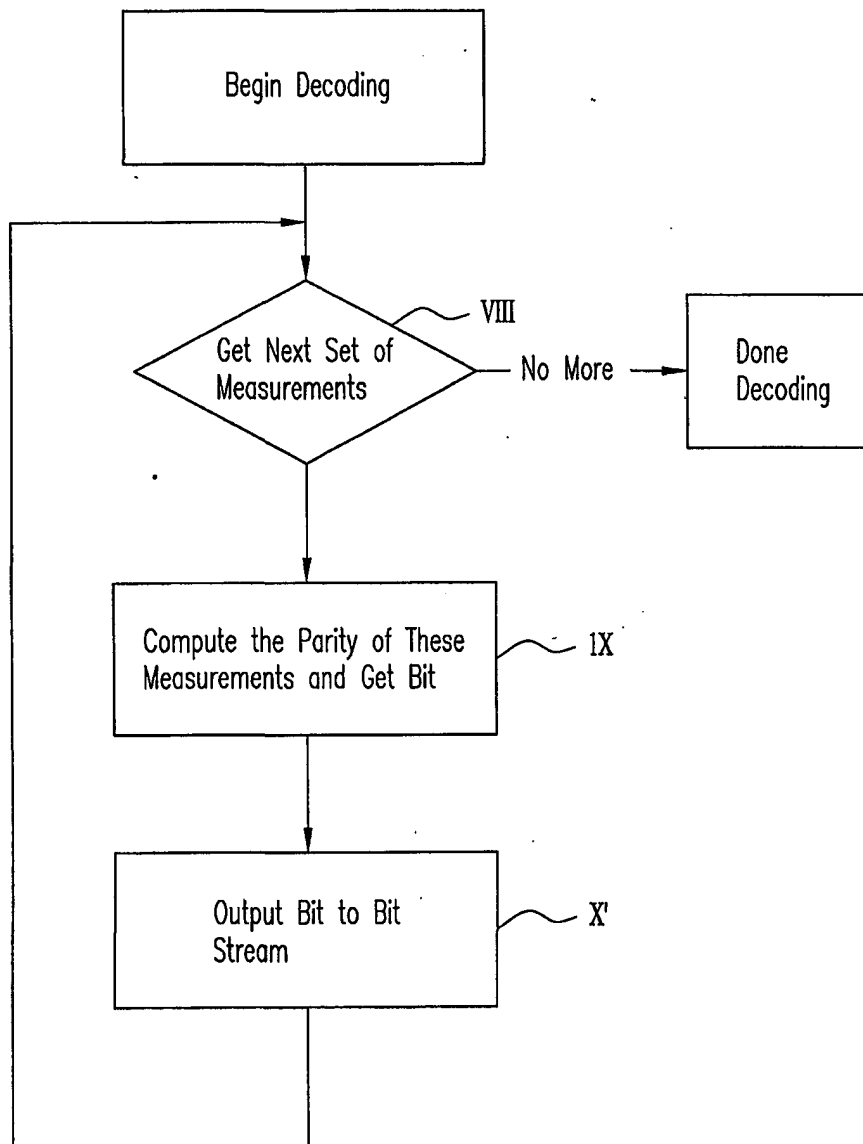 Begin Decoding
VIII
Get Next Set of
Measurements
No More
Done
Decoding
Compute the Parity of These
Measurements and Get Bit
1X
Output Bit to Bit
Stream
X'